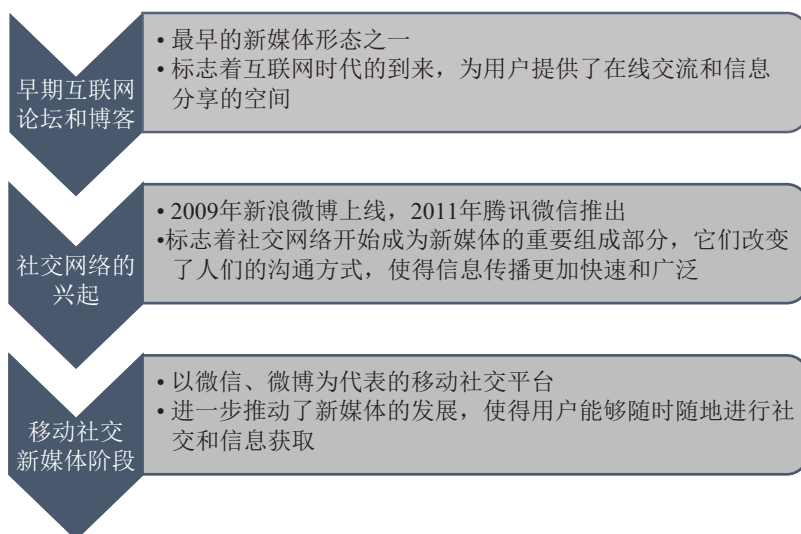 早期互联网
论坛和博客
• 最早的新媒体形态之一
• 标志着互联网时代的到来，为用户提供了在线交流和信息
分享的空间
社交网络的
兴起
• 2009年新浪微博上线，2011年腾讯微信推出
•标志着社交网络开始成为新媒体的重要组成部分，它们改变
了人们的沟通方式，使得信息传播更加快速和广泛
移动社交
新媒体阶段
• 以微信、微博为代表的移动社交平台
• 进一步推动了新媒体的发展，使得用户能够随时随地进行社
交和信息获取